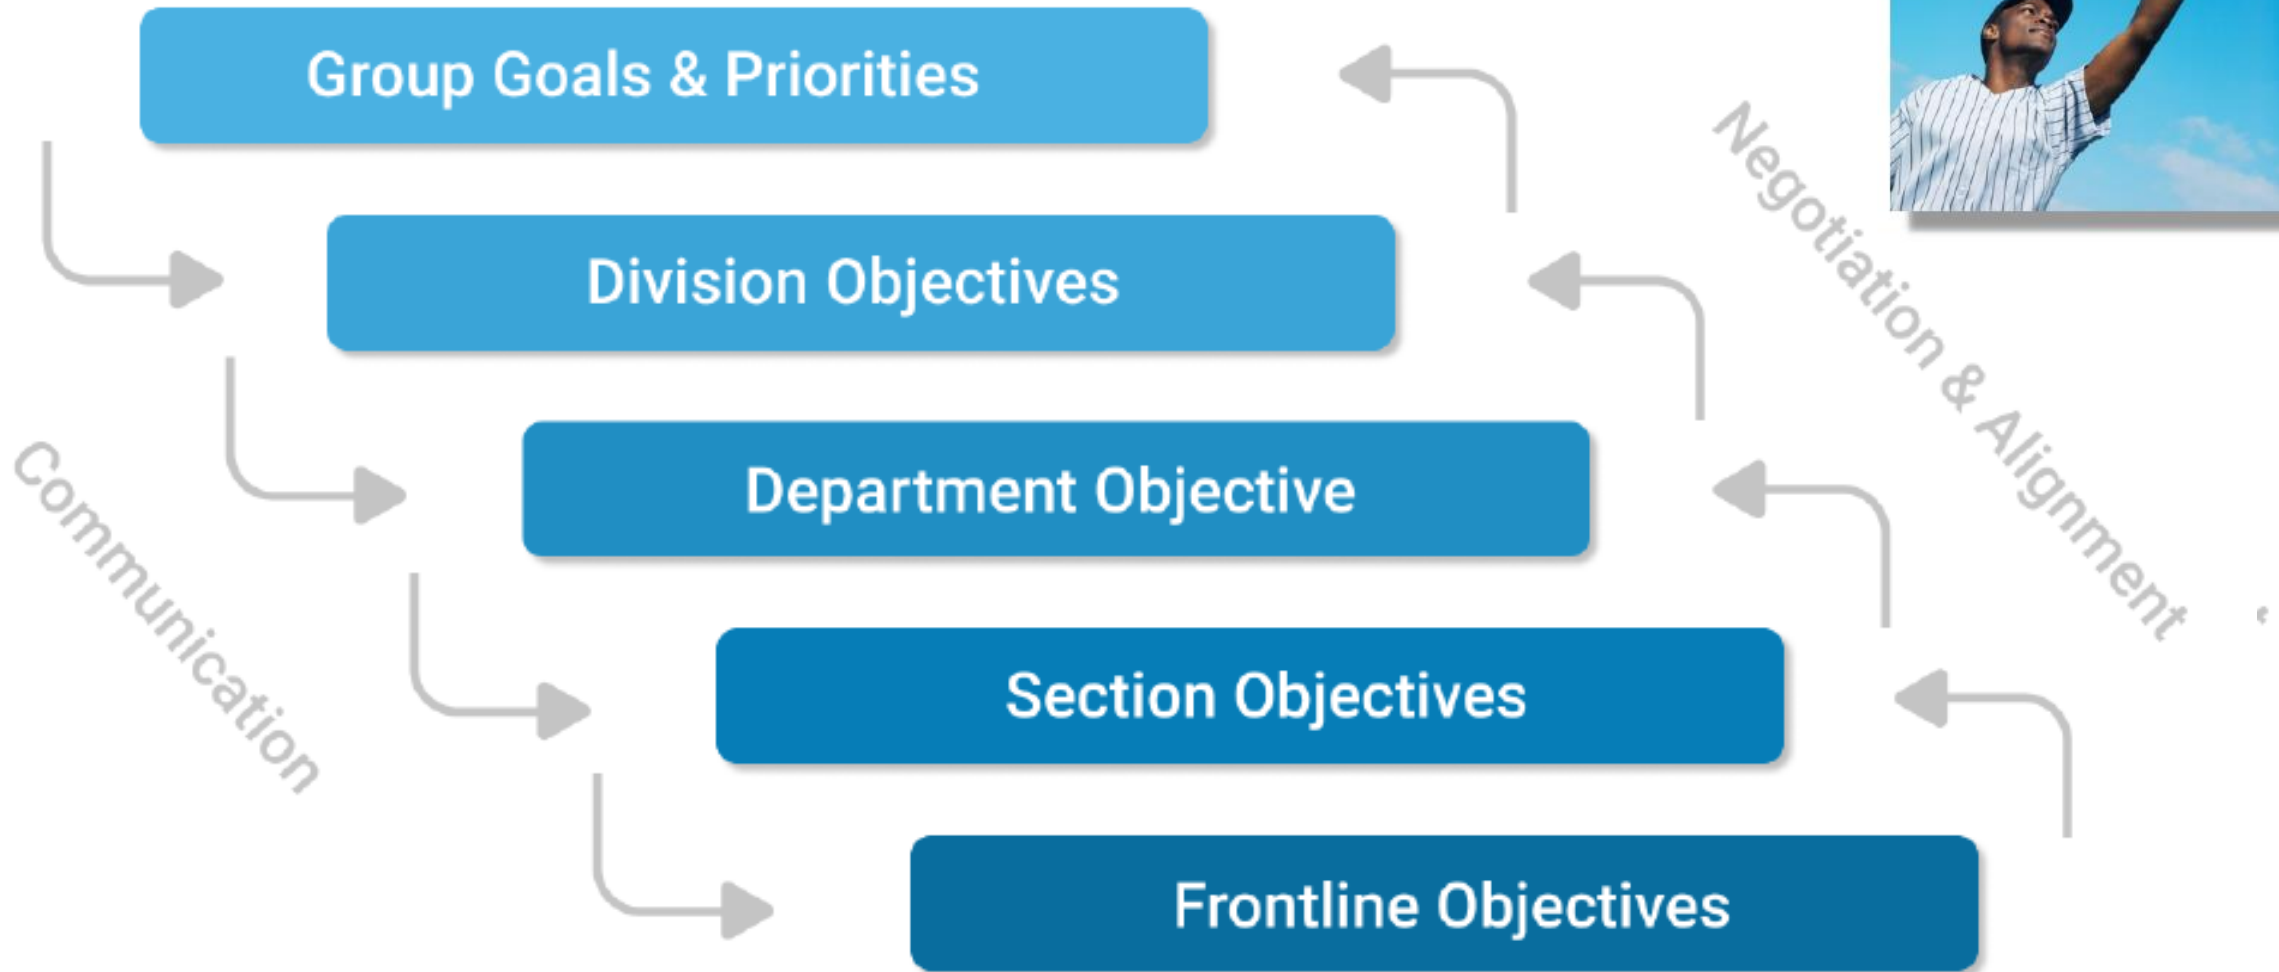 Group Goals & Priorities
Negotiation & Alignment
Division Objectives
Communication
Department Objective
Section Objectives
Frontline Objectives